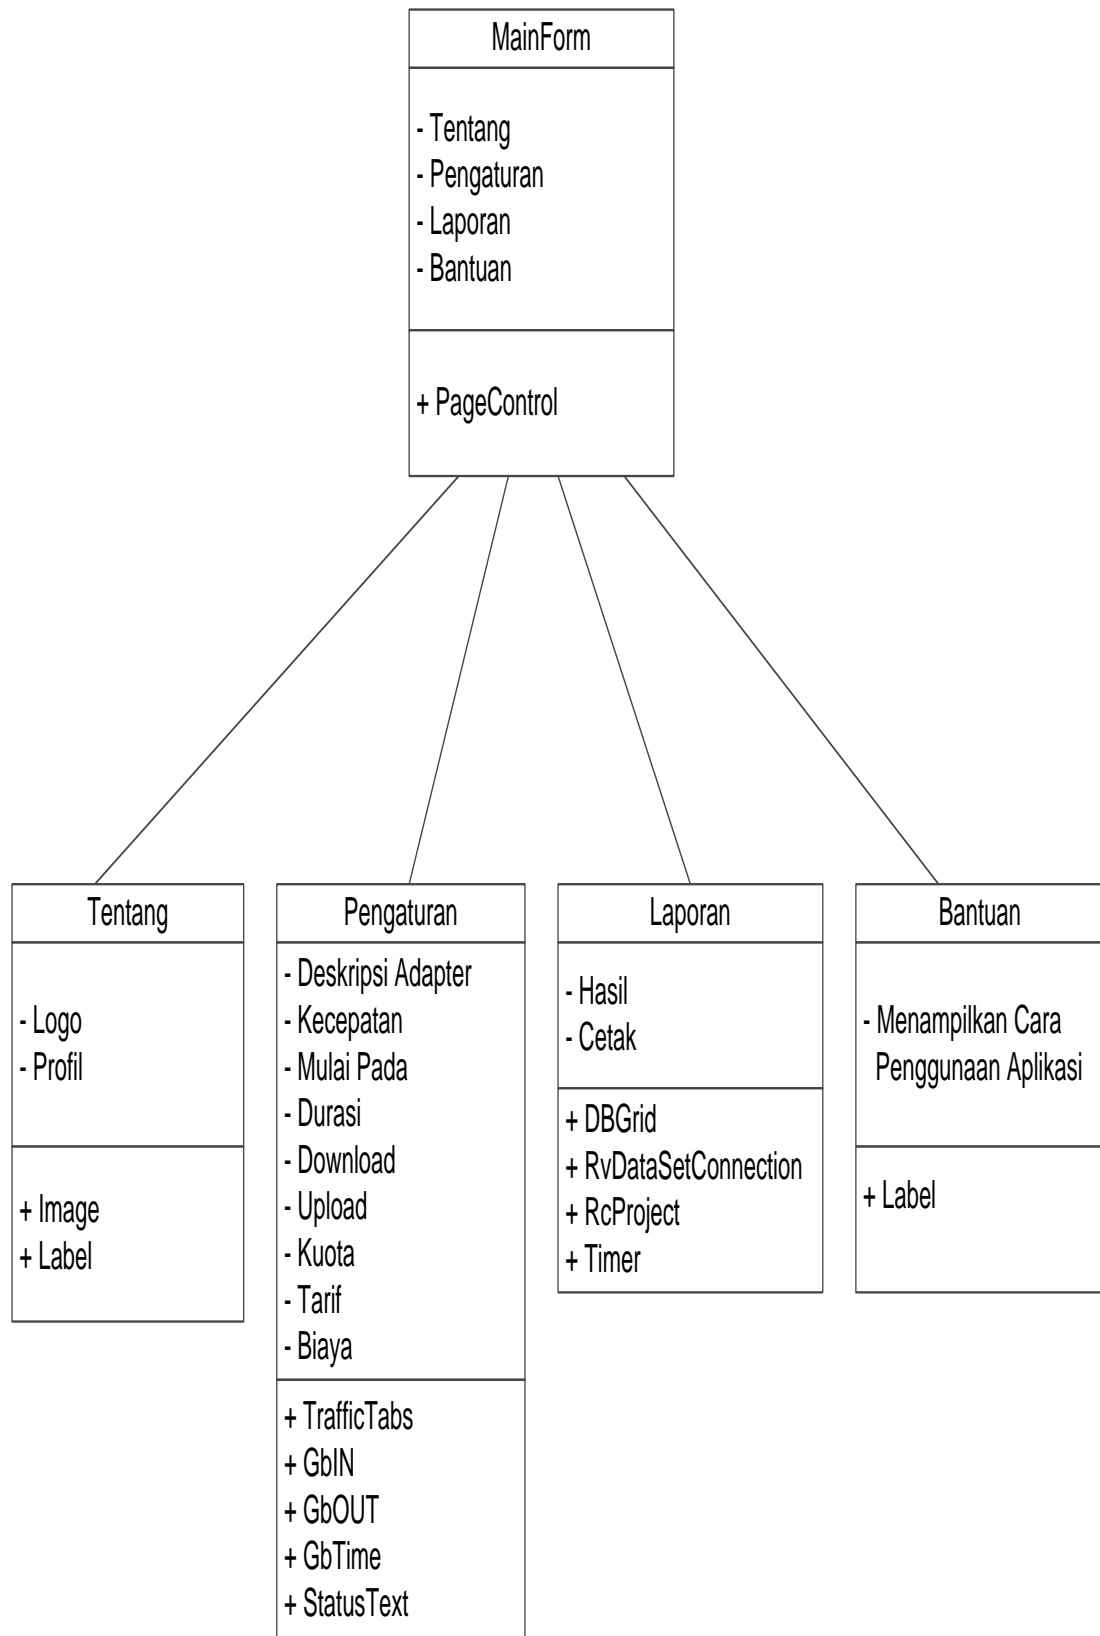 MainForm
- Tentang
- Pengaturan
- Laporan
- Bantuan
+ PageControl
Tentang
- Logo
- Profil
+ Image
+ Label
Pengaturan
- Deskripsi Adapter
- Kecepatan
- Mulai Pada
- Durasi
- Download
- Upload
- Kuota
- Tarif
- Biaya
+ TrafficTabs
+ GbIN
+ GbOUT
+ GbTime
+ StatusText
Laporan
- Hasil
- Cetak
+ DBGrid
+ RvDataSetConnection
+ RcProject
+ Timer
Bantuan
- Menampilkan Cara
Penggunaan Aplikasi
+ Label